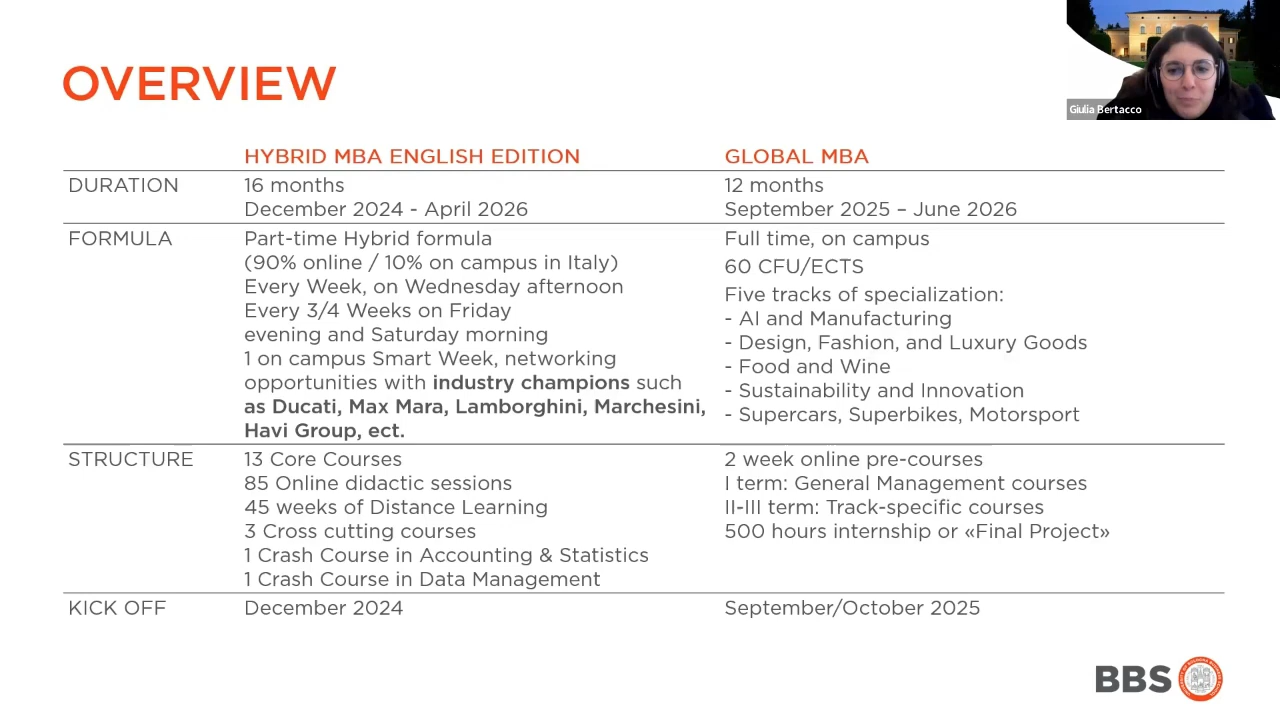 Giulia Bertacco
OVERVIEW
HYBRID MBA ENGLISH EDITION
GLOBAL MBA
DURATION
16 months
December 2024 - April 2026
12 months
September 2025 – June 2026
FORMULA
Part-time Hybrid formula
(90% online / 10% on campus in Italy)
Every Week, on Wednesday afternoon
Every 3/4 Weeks on Friday
evening and Saturday morning
1 on campus Smart Week, networking
opportunities with industry champions such
as Ducati, Max Mara, Lamborghini, Marchesini,
Havi Group, ect.
Full time, on campus
60 CFU/ECTS
Five tracks of specialization:
- AI and Manufacturing
- Design, Fashion, and Luxury Goods
- Food and Wine
- Sustainability and Innovation
- Supercars, Superbikes, Motorsport
STRUCTURE
13 Core Courses
85 Online didactic sessions
45 weeks of Distance Learning
3 Cross cutting courses
1 Crash Course in Accounting & Statistics
1 Crash Course in Data Management
2 week online pre-courses
I term: General Management courses
II-III term: Track-specific courses
500 hours internship or «Final Project»
KICK OFF
December 2024
September/October 2025
BBS